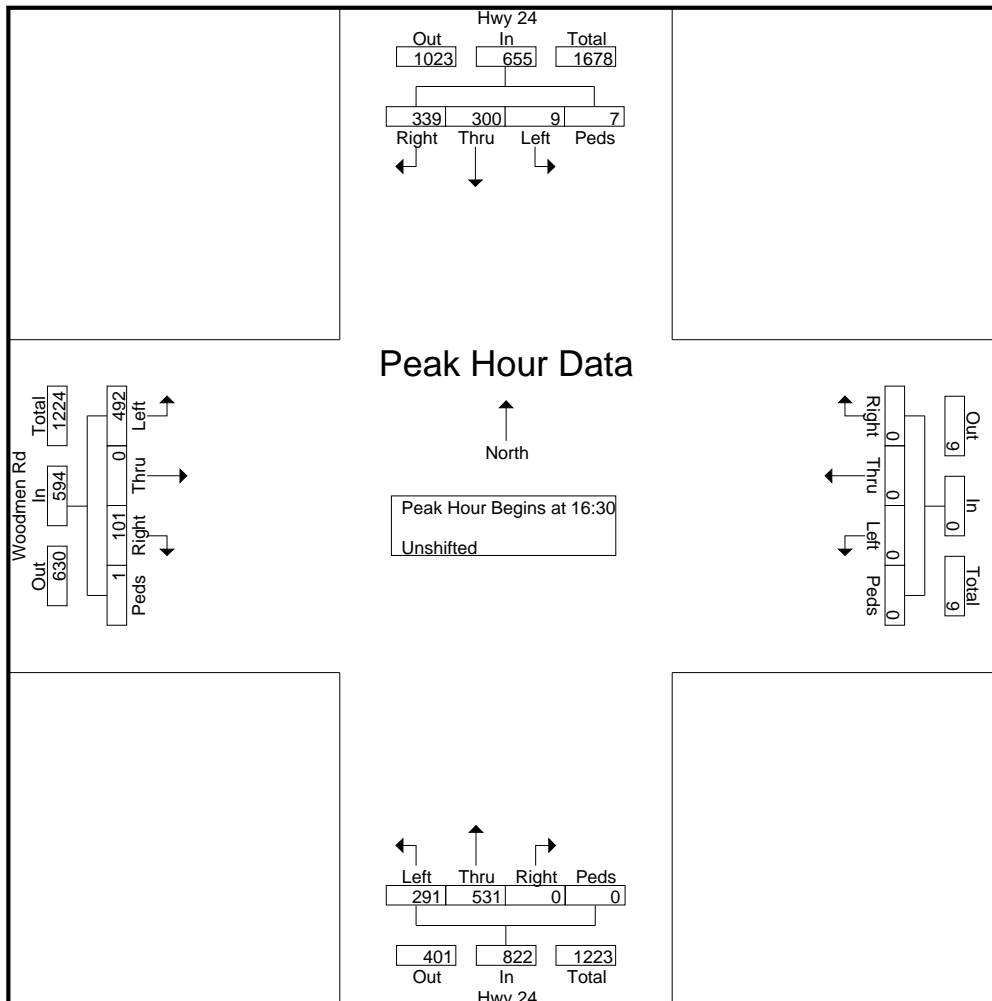 Hwy 24
Out In Total
1023 655 1678
339 300 9 7
Right Thru Left Peds
Peak Hour Data
North
Peak Hour Begins at 16:30
Unshifted
Woodmen Rd
Out In Total
630 594 1224
1 101 0 492
Peds Right Thru Left
Out In Total
9 0 9
Right Thru Left Peds
0 0 0 0
Left Thru Right Peds
291 531 0 0
401 822 1223
Out In Total
Hwy 24